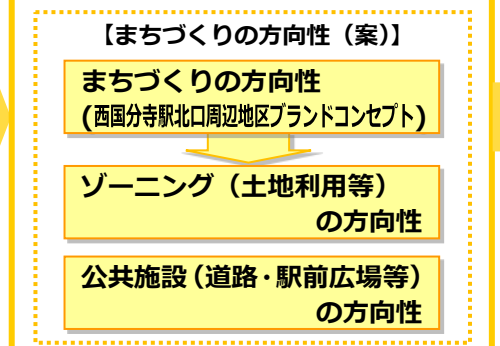 【まちづくりの方向性（案）】
まちづくりの方向性
(西国分寺駅北口周辺地区ブランドコンセプト)
ゾーニング（土地利用等）
の方向性
公共施設（道路・駅前広場等）
の方向性